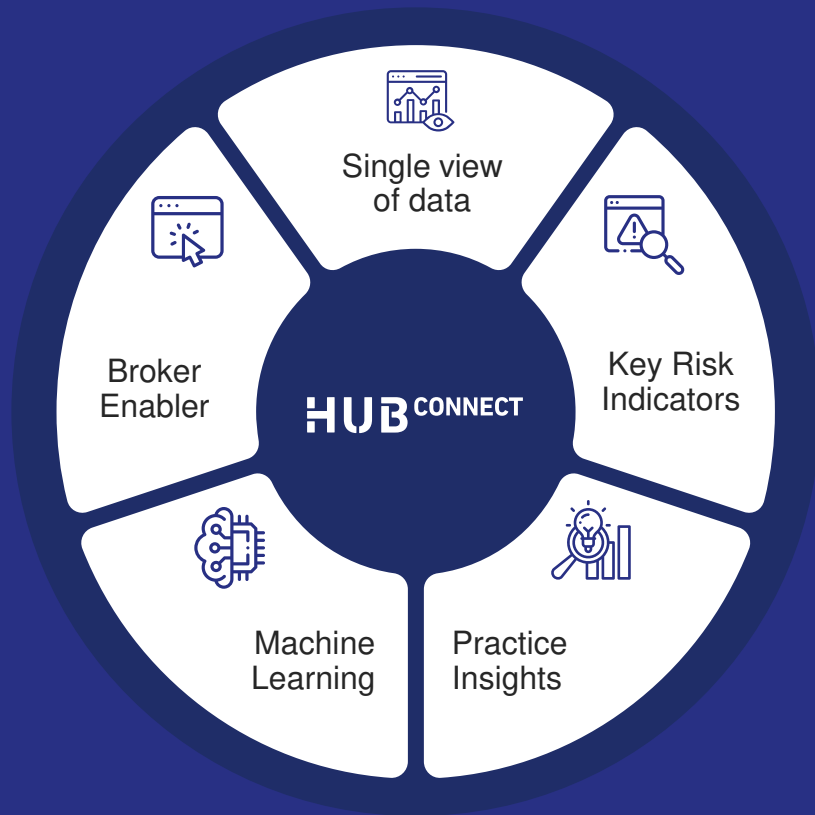 Single view
of data
Key Risk
Indicators
Practice
Insights
Machine
Learning
Broker
Enabler
HUB CONNECT